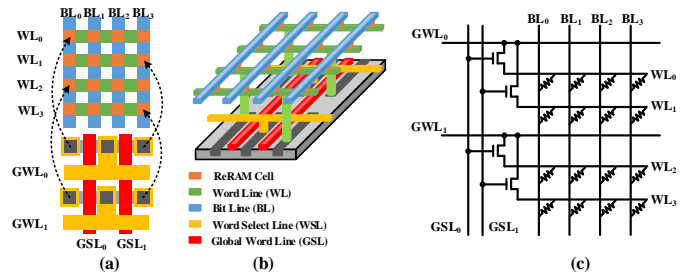 BL0 BL1 BL2 BL3
WL0
WL1
WL2
WL3
GWL0
GWL1
GSL0 GSL1
(a)
ReRAM Cell
Word Line (WL)
Bit Line (BL)
Word Select Line (WSL)
Global Word Line (GSL)
(b)
BL0 BL1 BL2 BL3
GWL0
WL0
WL1
GWL1
WL2
WL3
GSL0 GSL1
(c)